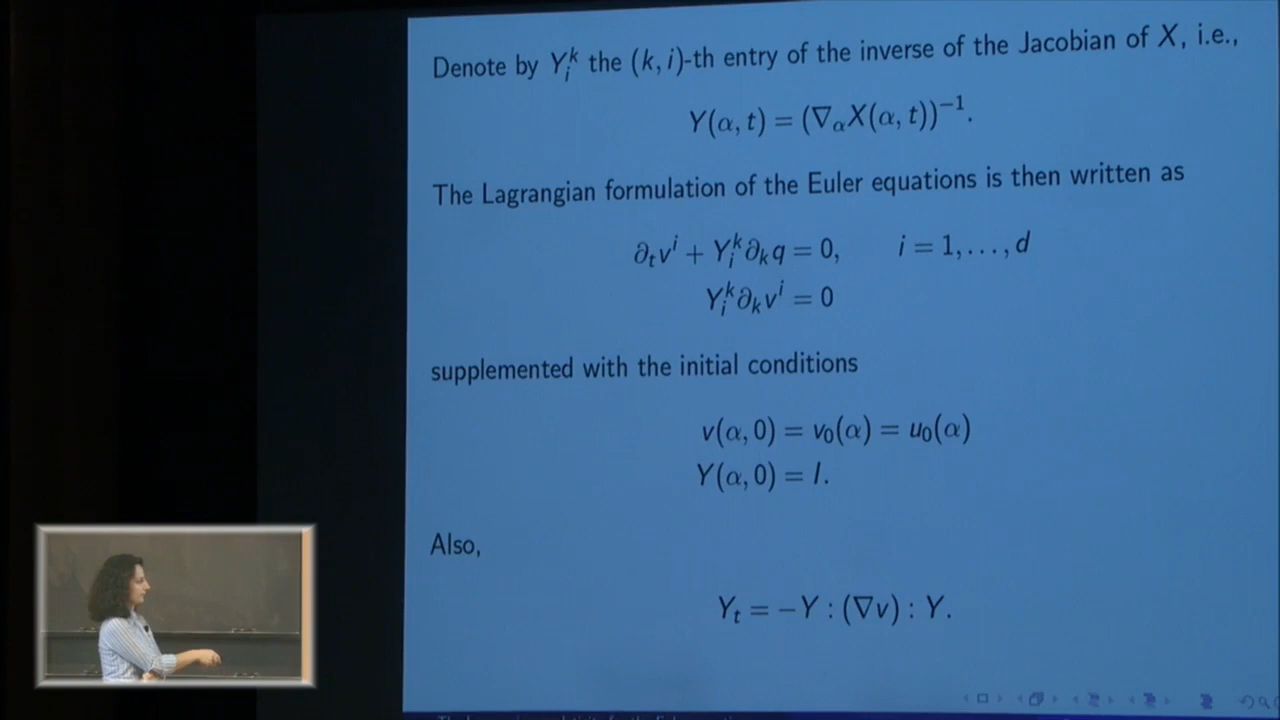 Denote by Y_i^k the (k, i)-th entry of the inverse of the Jacobian of X, i.e.,
Y(α, t) = (∇_α X(α, t))^{−1}.
The Lagrangian formulation of the Euler equations is then written as
∂_t v^i + Y_i^k ∂_k q = 0, i = 1, . . . , d
Y_i^k ∂_k v^i = 0
supplemented with the initial conditions
v(α, 0) = v_0(α) = u_0(α)
Y(α, 0) = I.
Also,
Y_t = −Y : (∇v) : Y.